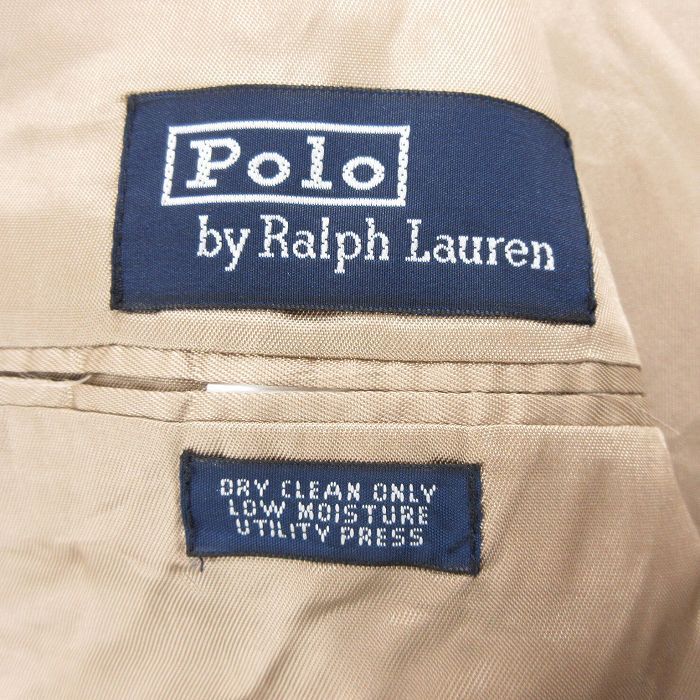 Polo
by Ralph Lauren
DRY CLEAN ONLY
LOW MOISTURE
UTILITY PRESS